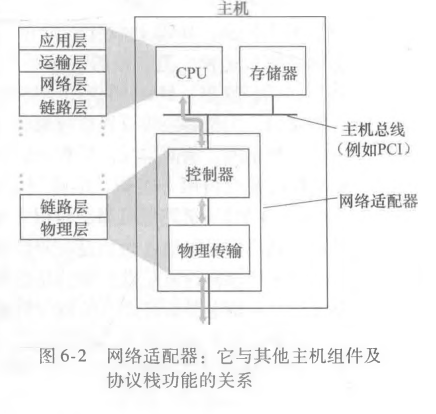 主机
应用层
运输层
网络层
链路层
CPU
存储器
主机总线
（例如PCI）
控制器
网络适配器
链路层
物理层
物理传输
图 6-2 网络适配器：它与其他主机组件及
协议栈功能的关系